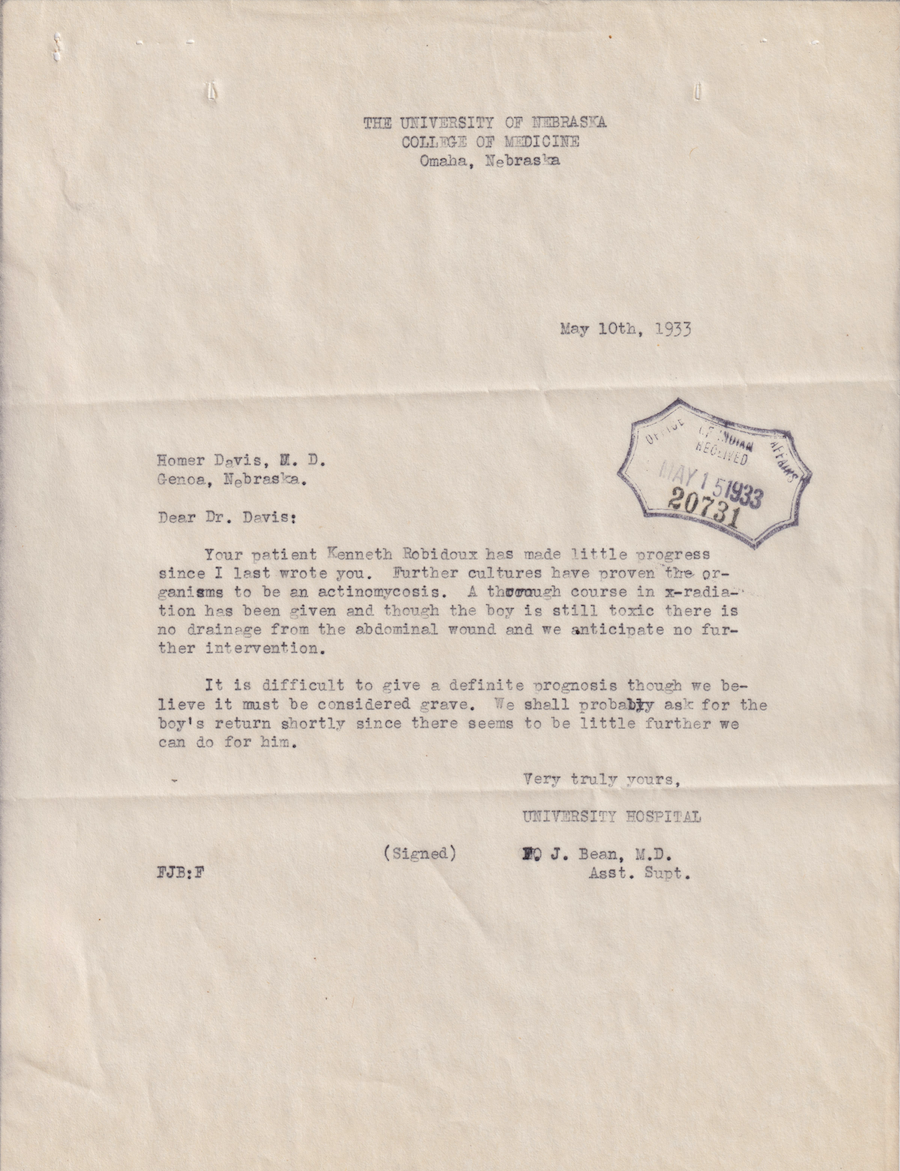 THE UNIVERSITY OF NEBRASKA
COLLEGE OF MEDICINE
Omaha, Nebraska
May 10th, 1933
OFFICE OF INDIAN AFFAIRS
RECEIVED
MAY 15 1933
20731
Homer Davis, M. D.
Genoa, Nebraska.
Dear Dr. Davis:
Your patient Kenneth Robidoux has made little progress
since I last wrote you. Further cultures have proven the or-
ganisms to be an actinomycosis. A thorough course in x-radia-
tion has been given and though the boy is still toxic there is
no drainage from the abdominal wound and we anticipate no fur-
ther intervention.
It is difficult to give a definite prognosis though we be-
lieve it must be considered grave. We shall probably ask for the
boy's return shortly since there seems to be little further we
can do for him.
Very truly yours,
UNIVERSITY HOSPITAL
(Signed) J. Bean, M.D.
FJB:F Asst. Supt.